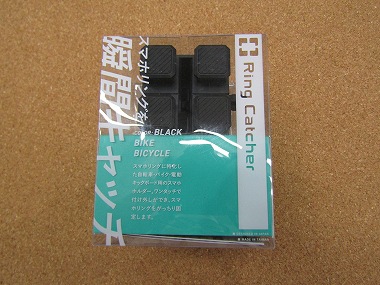 Ring Catcher
スマホリングを
瞬間キャッチ
color:BLACK
BIKE
BICYCLE
スマホリングに特化し
た自転車・バイク・電動
キックボード用のスマホ
ホルダー。ワンタッチで
付け外しができ、スマ
ホリングをがっちり固
定します。
DESIGNED IN JAPAN
MADE IN TAIWAN